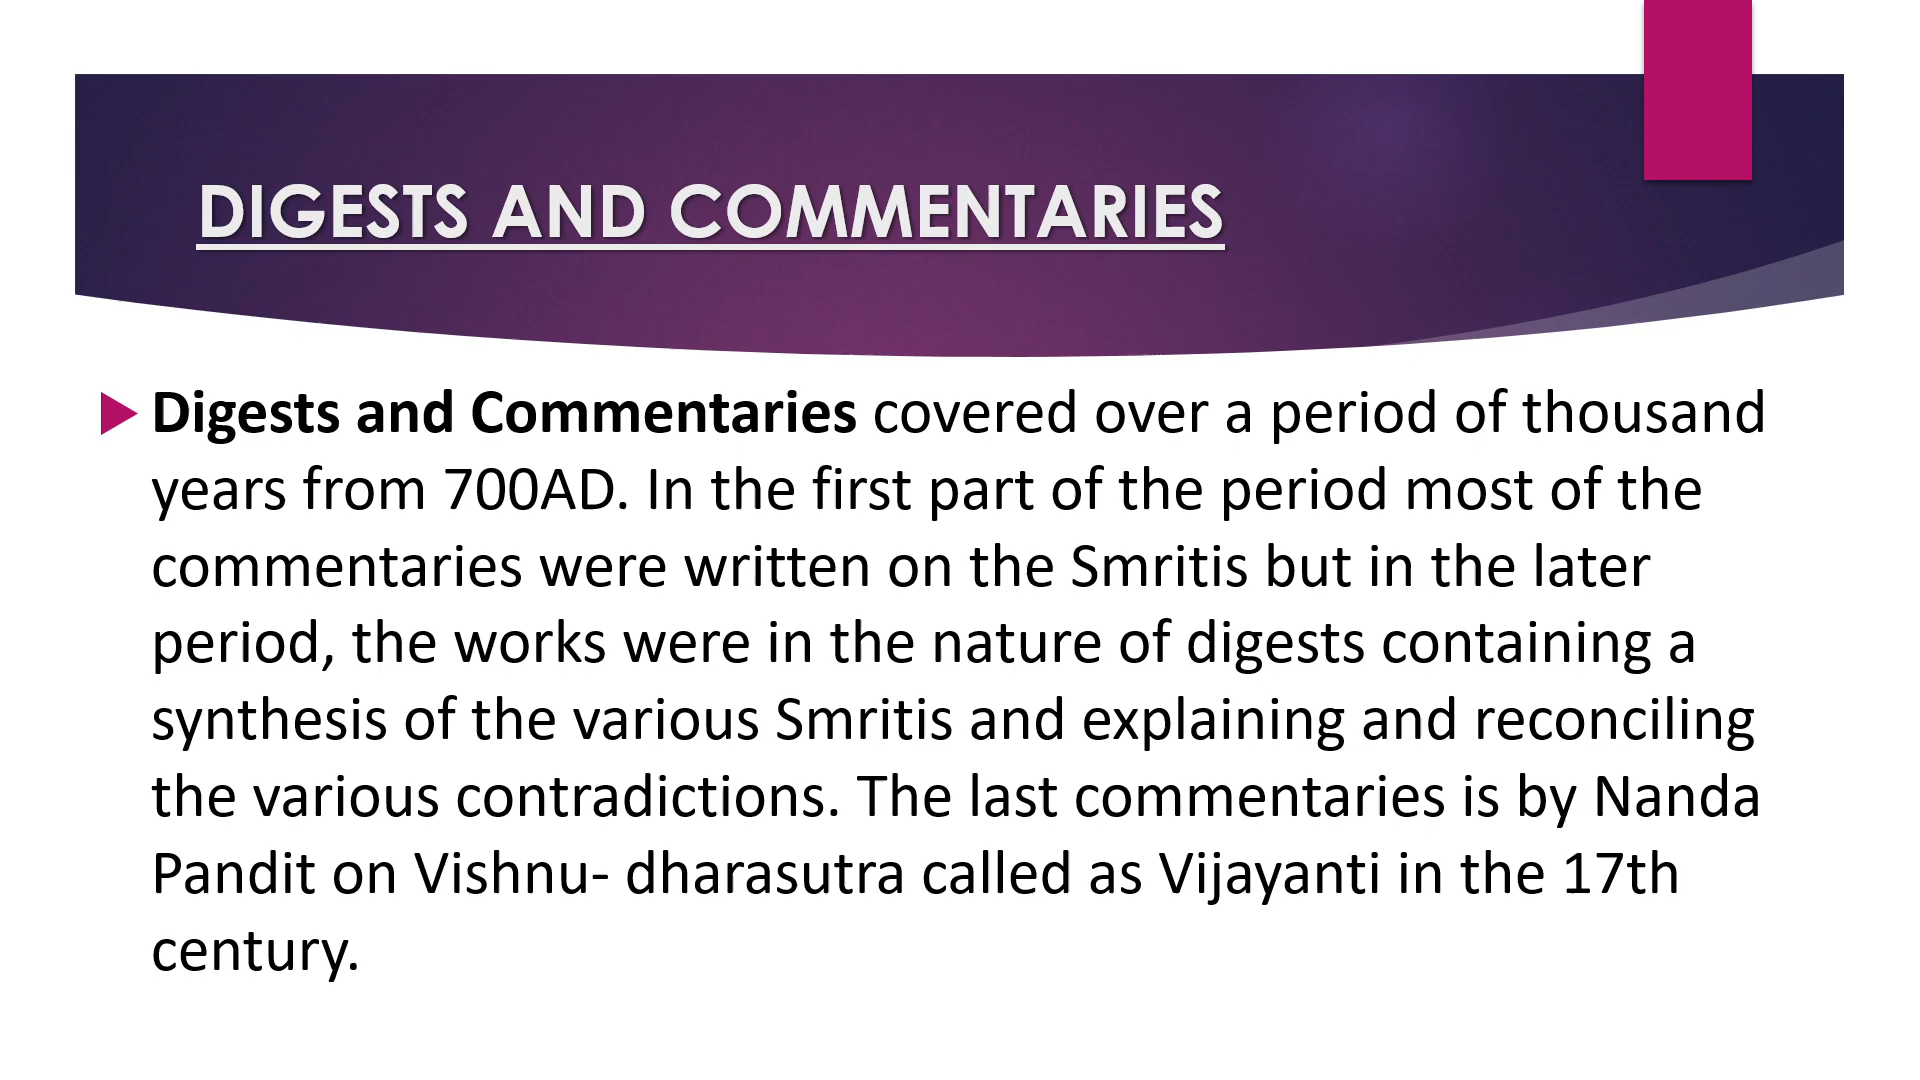 DIGESTS AND COMMENTARIES
Digests and Commentaries covered over a period of thousand
years from 700AD. In the first part of the period most of the
commentaries were written on the Smritis but in the later
period, the works were in the nature of digests containing a
synthesis of the various Smritis and explaining and reconciling
the various contradictions. The last commentaries is by Nanda
Pandit on Vishnu- dharasutra called as Vijayanti in the 17th
century.